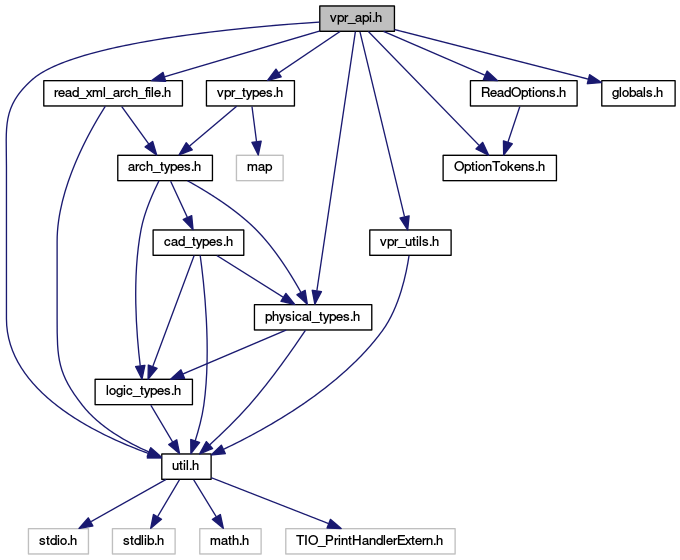 vpr_api.h
read_xml_arch_file.h
vpr_types.h
ReadOptions.h
globals.h
arch_types.h
map
OptionTokens.h
cad_types.h
vpr_utils.h
physical_types.h
logic_types.h
util.h
stdio.h
stdlib.h
math.h
TIO_PrintHandlerExtern.h